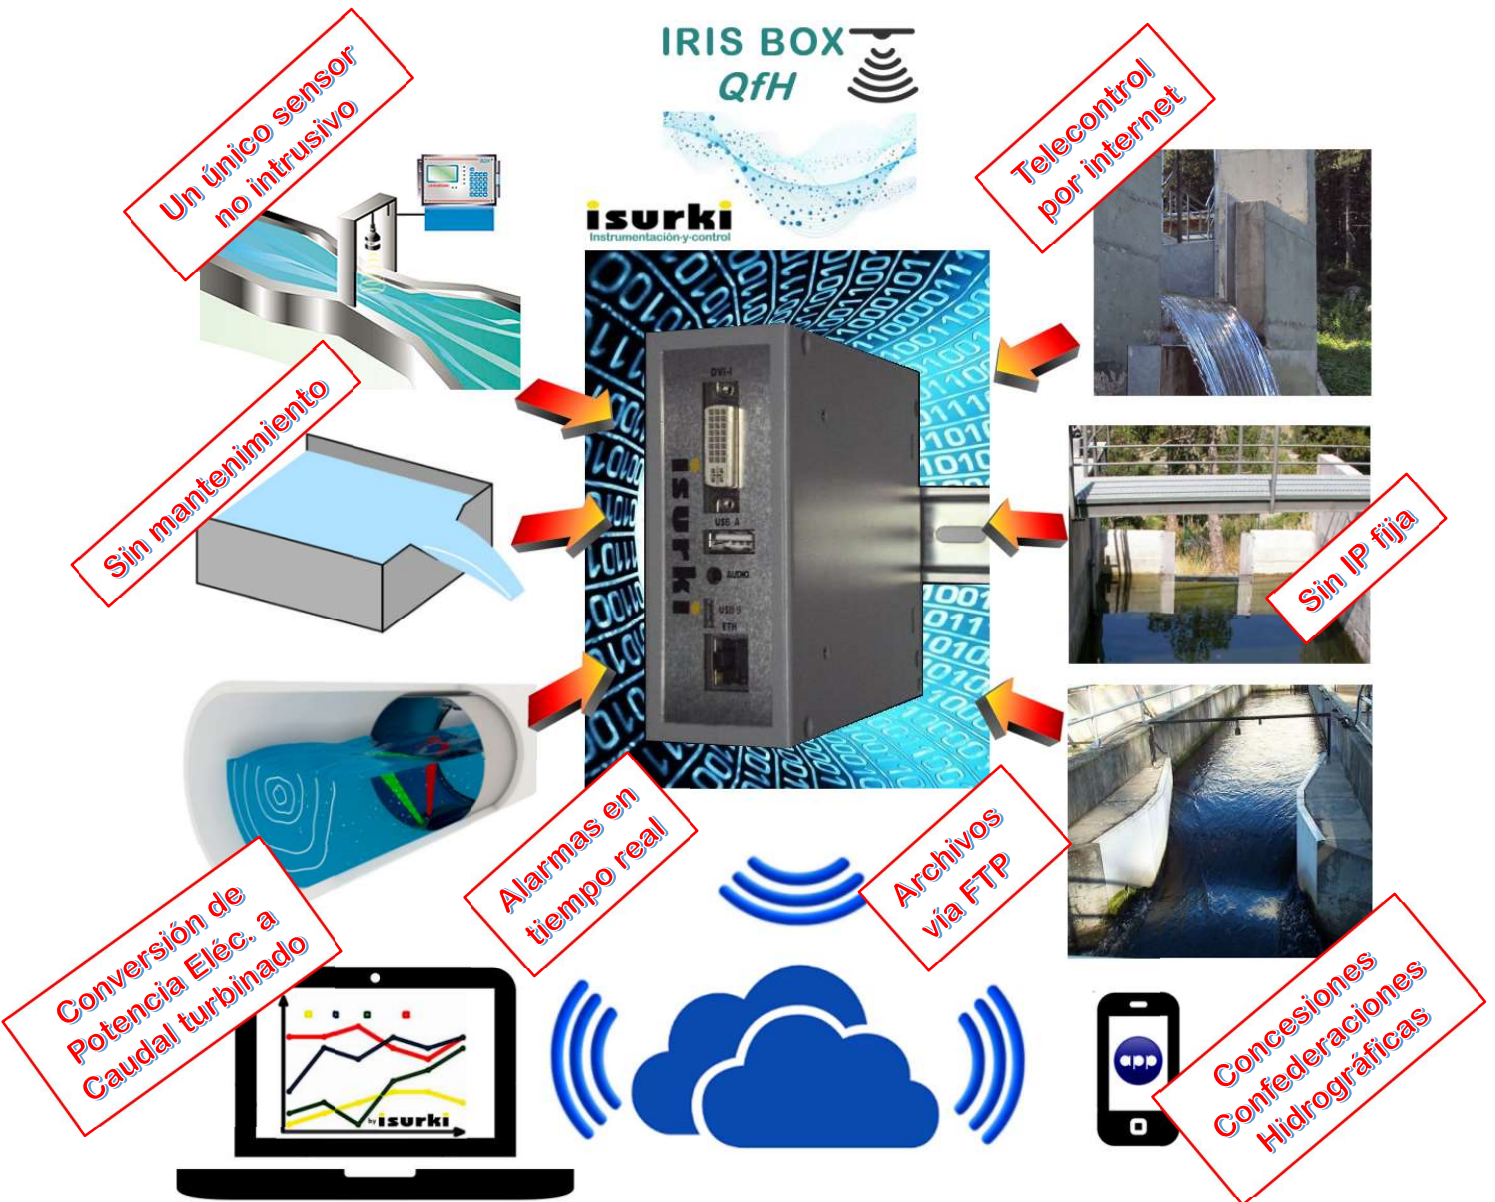 IRIS BOX
QfH
Un único sensor
no intrusivo
Telecontrol
por internet
isurki
Instrumentación-y-control
Sin mantenimiento
DVI-I
USB A
AUDIO
USB B
ETH
isurki
Sin IP fija
Alarmas en
tiempo real
Archivos
vía FTP
Conversión de
Potencia Eléc. a
Caudal turbinado
by isurki
app
Concesiones
Confederaciones
Hidrográficas